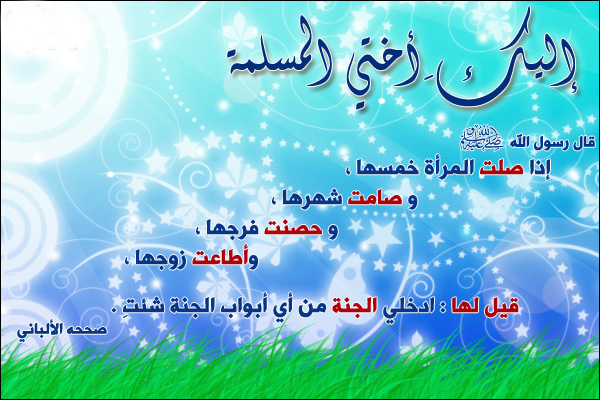 إليكِ أختي المسلمة
قال رسول الله ﷺ
إذا صلت المرأة خمسها ،
و صامت شهرها ،
و حصنت فرجها ،
وأطاعت زوجها ،
قيل لها : ادخلي الجنة من أي أبواب الجنة شئتِ .
صححه الألباني